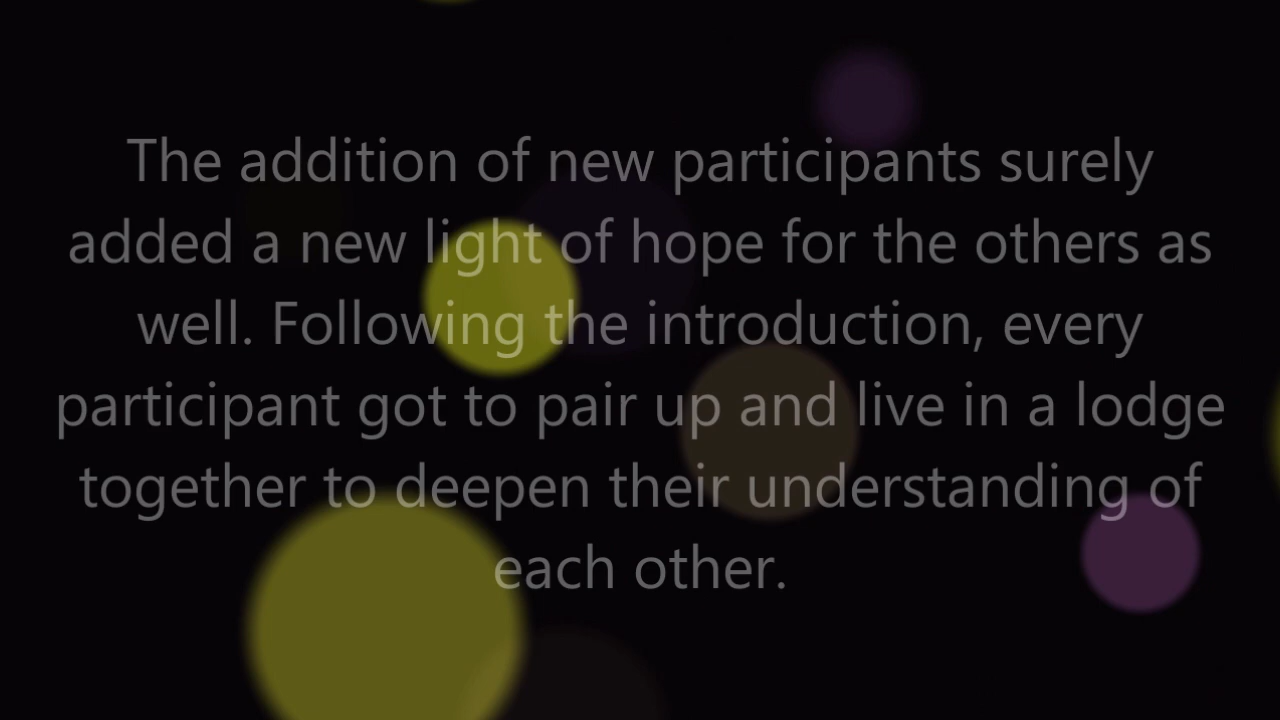 The addition of new participants surely
added a new light of hope for the others as
well. Following the introduction, every
participant got to pair up and live in a lodge
together to deepen their understanding of
each other.